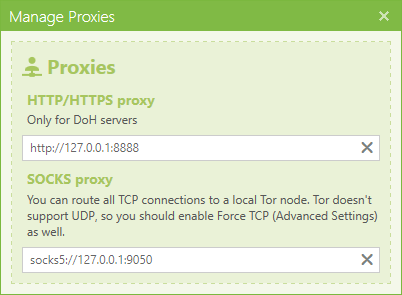 Manage Proxies
Proxies
HTTP/HTTPS proxy
Only for DoH servers
http://127.0.0.1:8888
SOCKS proxy
You can route all TCP connections to a local Tor node. Tor doesn't
support UDP, so you should enable Force TCP (Advanced Settings)
as well.
socks5://127.0.0.1:9050